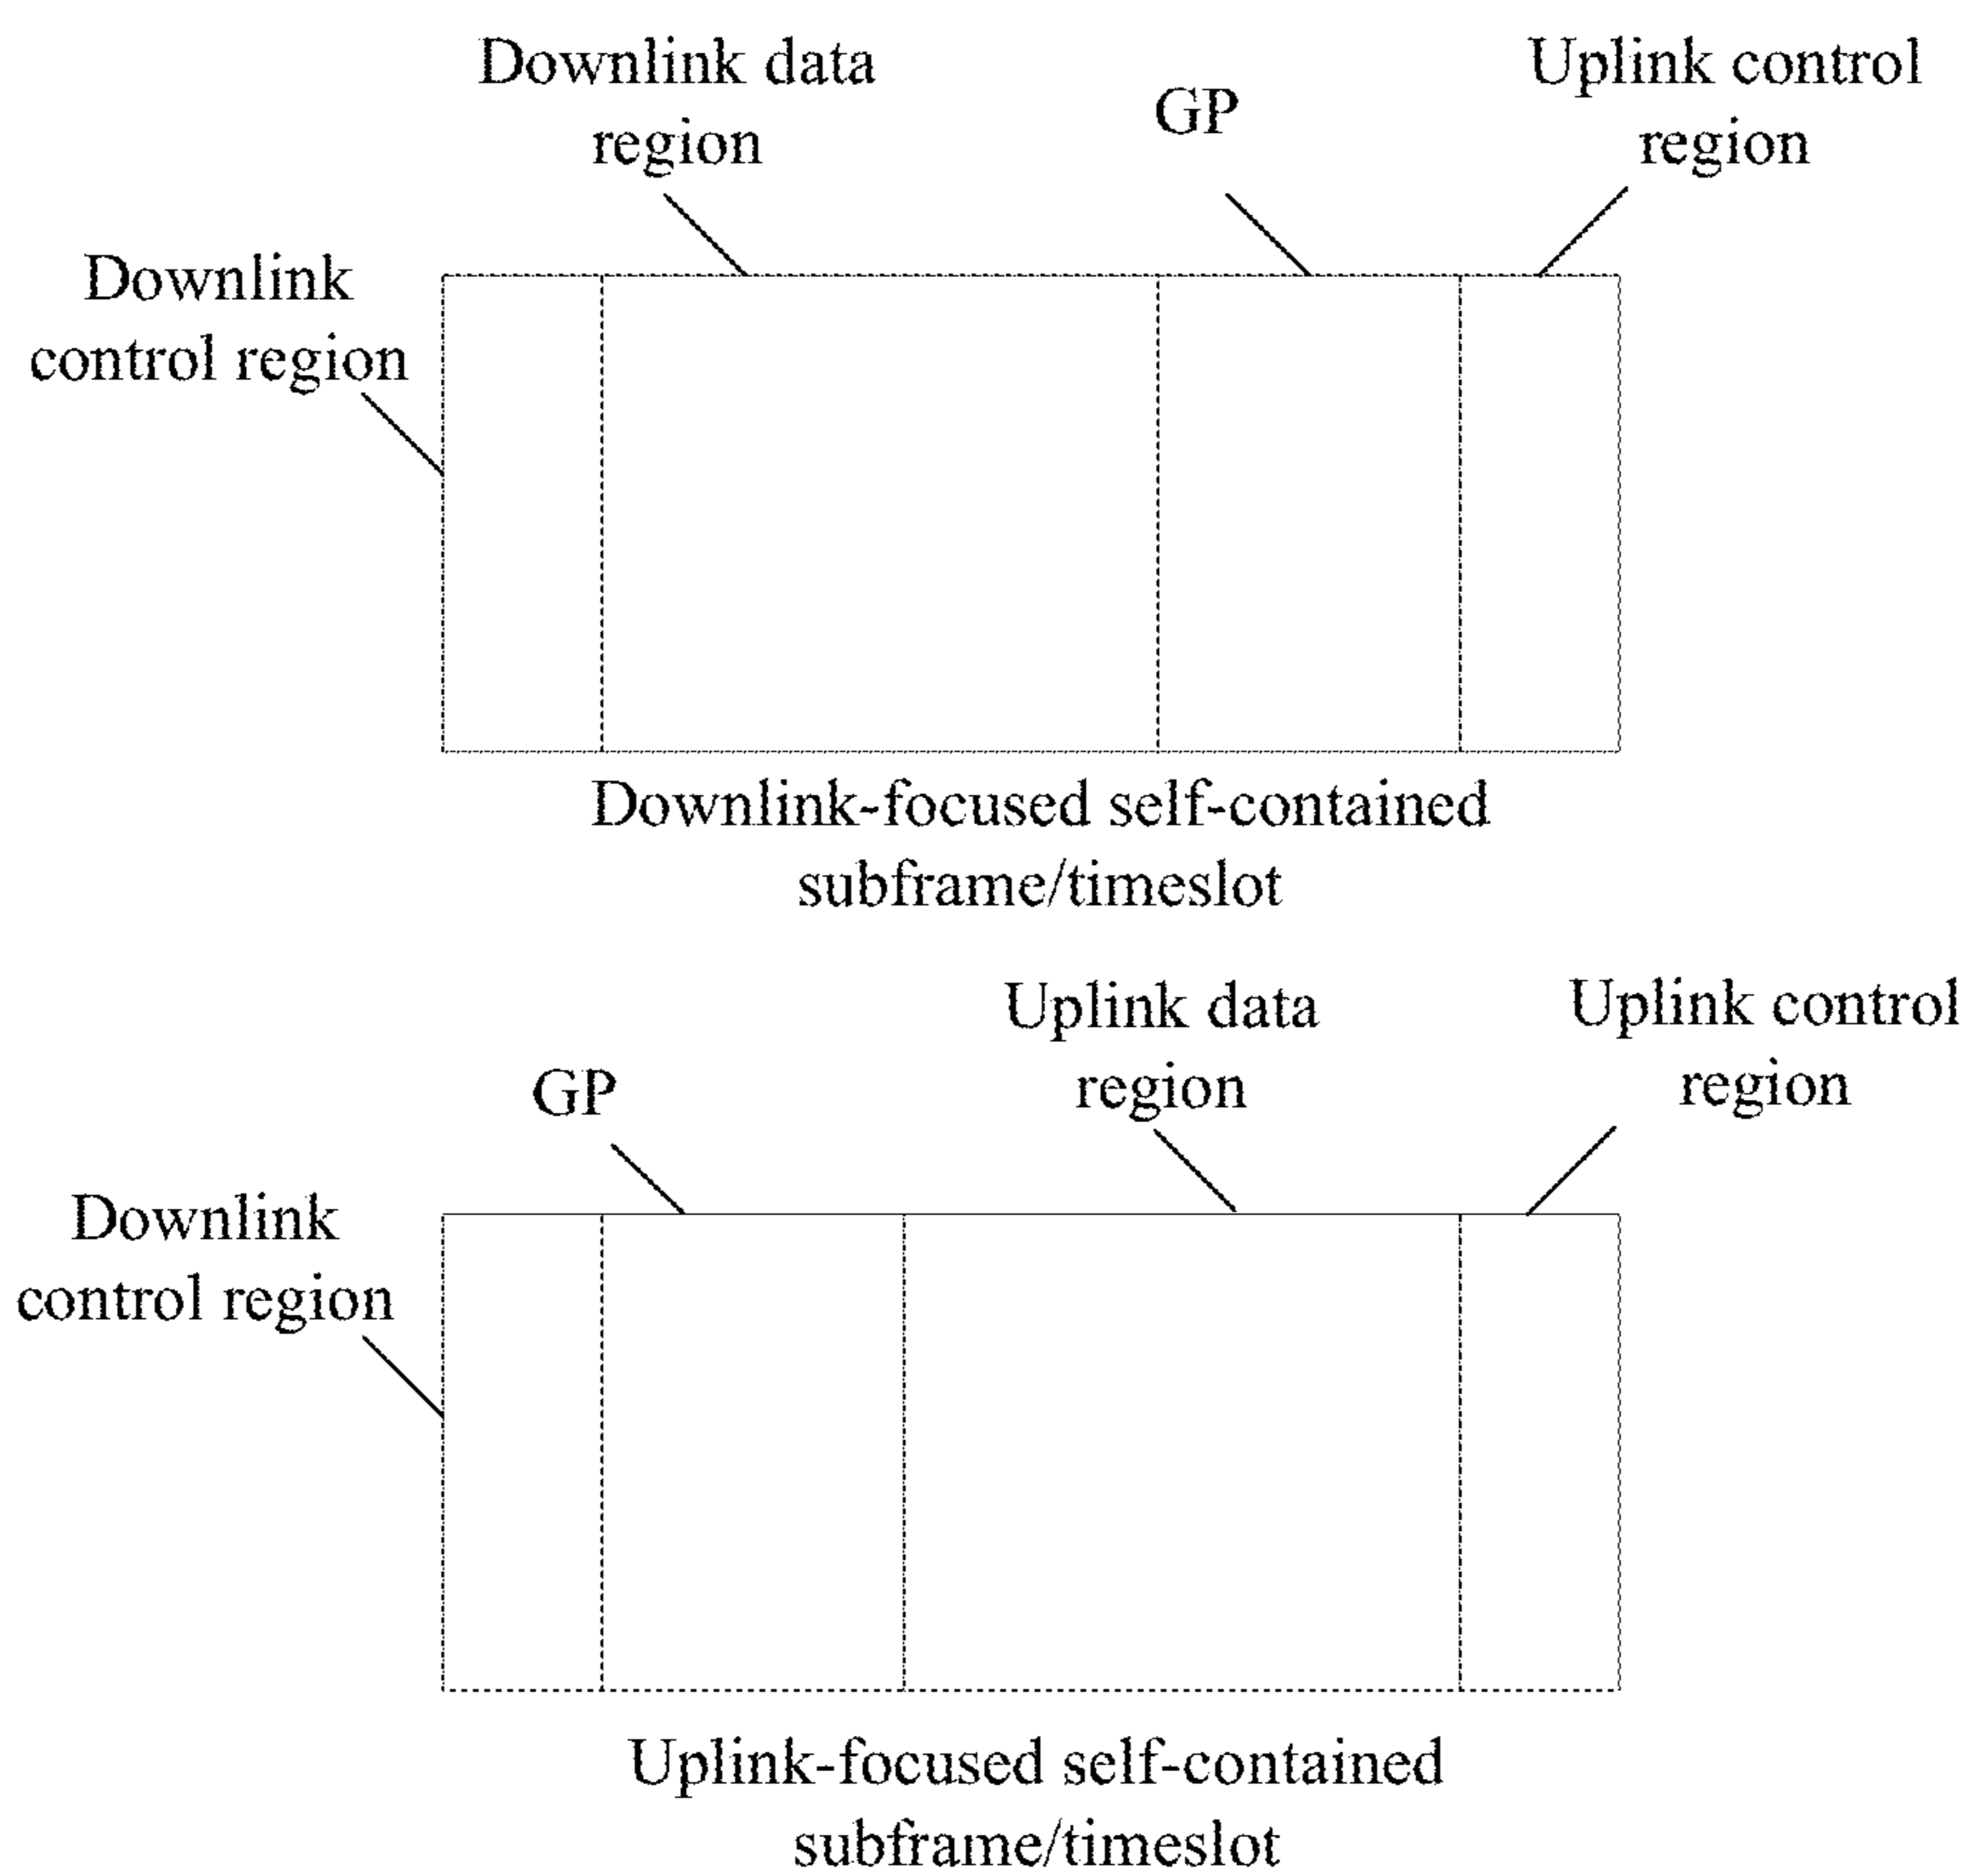 Downlink data
region
GP
Uplink control
region
Downlink
control region
Downlink-focused self-contained
subframe/timeslot
Uplink data
region
Uplink control
region
GP
Downlink
control region
Uplink-focused self-contained
subframe/timeslot